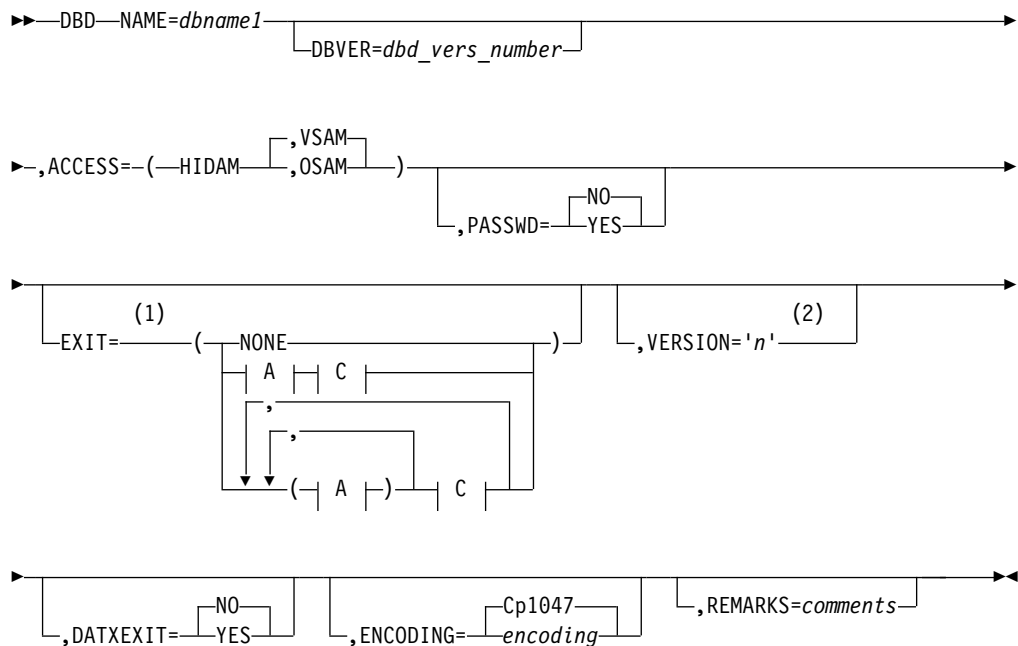 DBD NAME=dbname1
DBVER=dbd_vers_number
,VSAM
,ACCESS= ( HIDAM ,OSAM )
NO
,PASSWD= YES
(1) (2)
EXIT= ( NONE ) ,VERSION='n'
A C
,
,
( A ) C
NO Cp1047 ,REMARKS=comments
,DATXEXIT= YES ,ENCODING= encoding